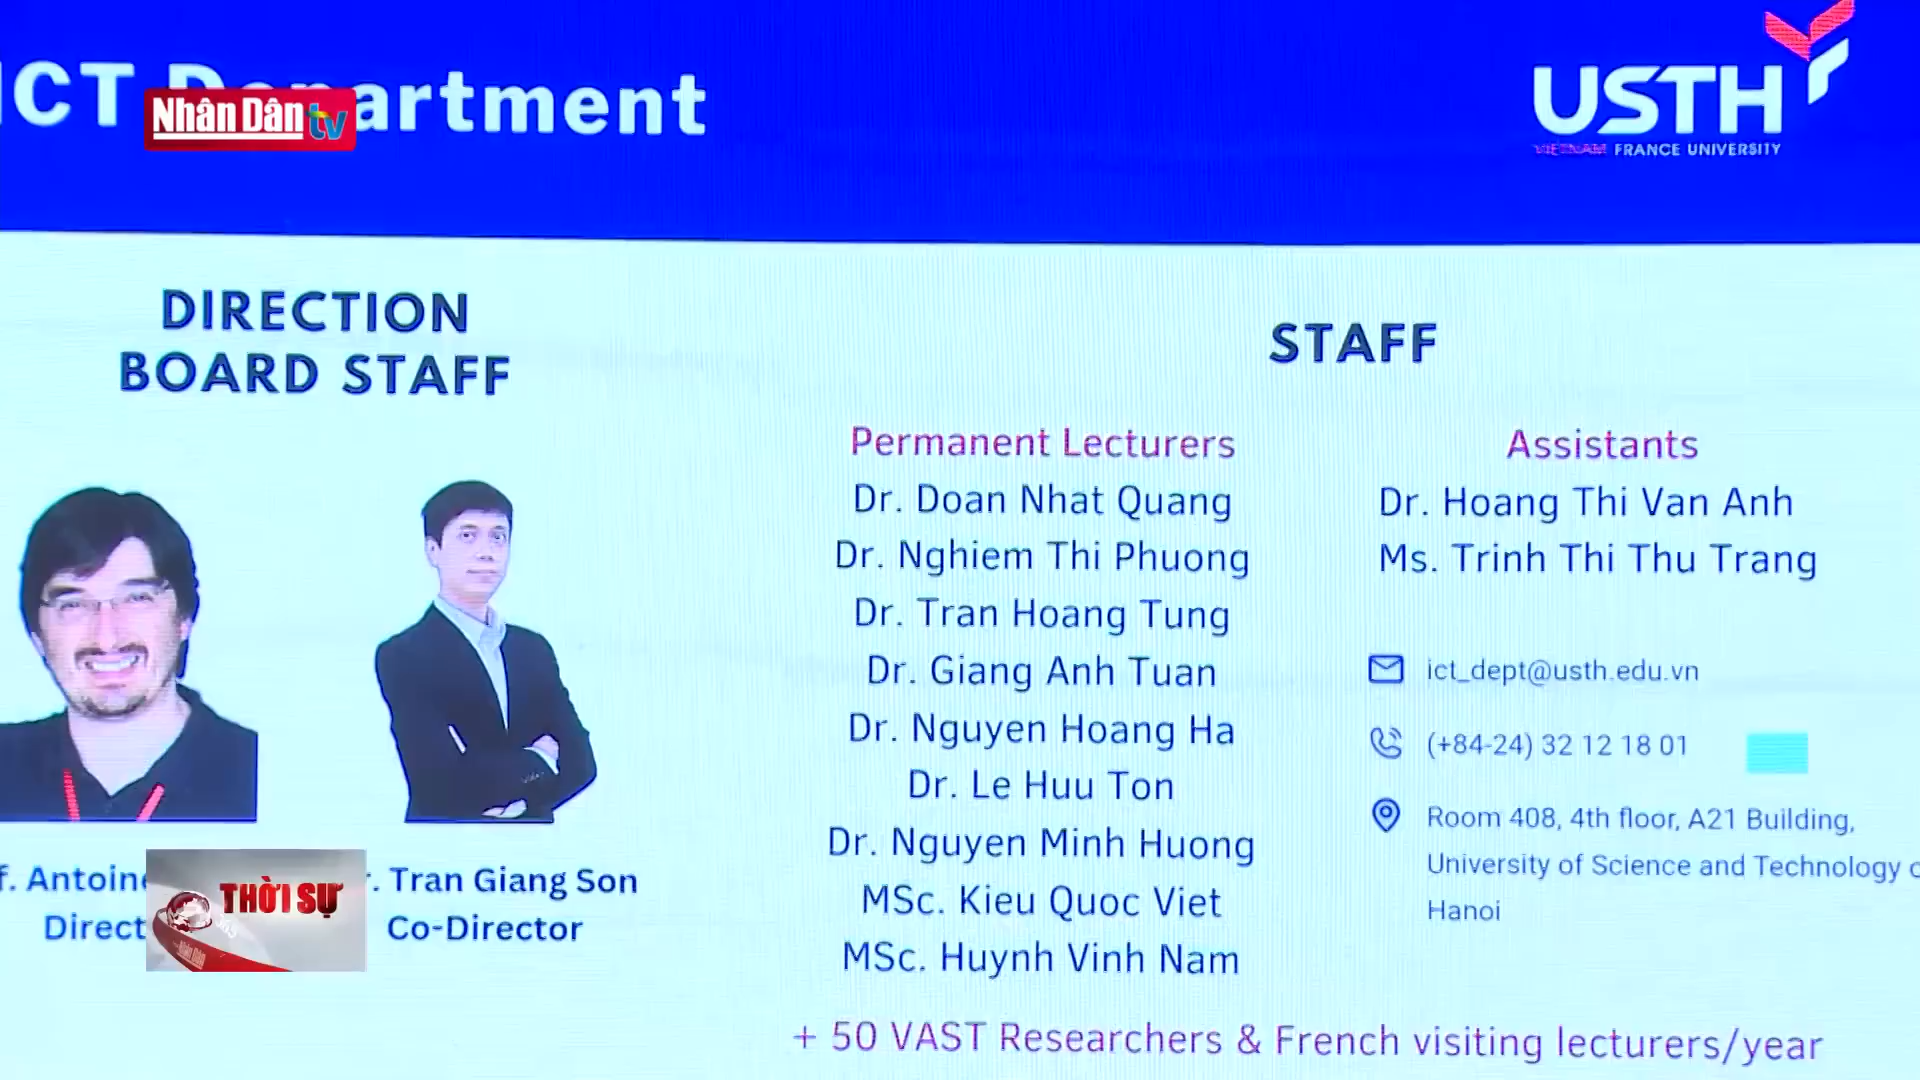 ICT Department
Nhân Dân tv
USTH
VIETNAM FRANCE UNIVERSITY
DIRECTION
BOARD STAFF
STAFF
Permanent Lecturers
Dr. Doan Nhat Quang
Dr. Nghiem Thi Phuong
Dr. Tran Hoang Tung
Dr. Giang Anh Tuan
Dr. Nguyen Hoang Ha
Dr. Le Huu Ton
Dr. Nguyen Minh Huong
MSc. Kieu Quoc Viet
MSc. Huynh Vinh Nam
Assistants
Dr. Hoang Thi Van Anh
Ms. Trinh Thi Thu Trang
ict_dept@usth.edu.vn
(+84-24) 32 12 18 01
Room 408, 4th floor, A21 Building,
University of Science and Technology
Hanoi
Antoine
Tran Giang Son
Co-Director
THỜI SỰ
Nhân Dân
+ 50 VAST Researchers & French visiting lecturers/year